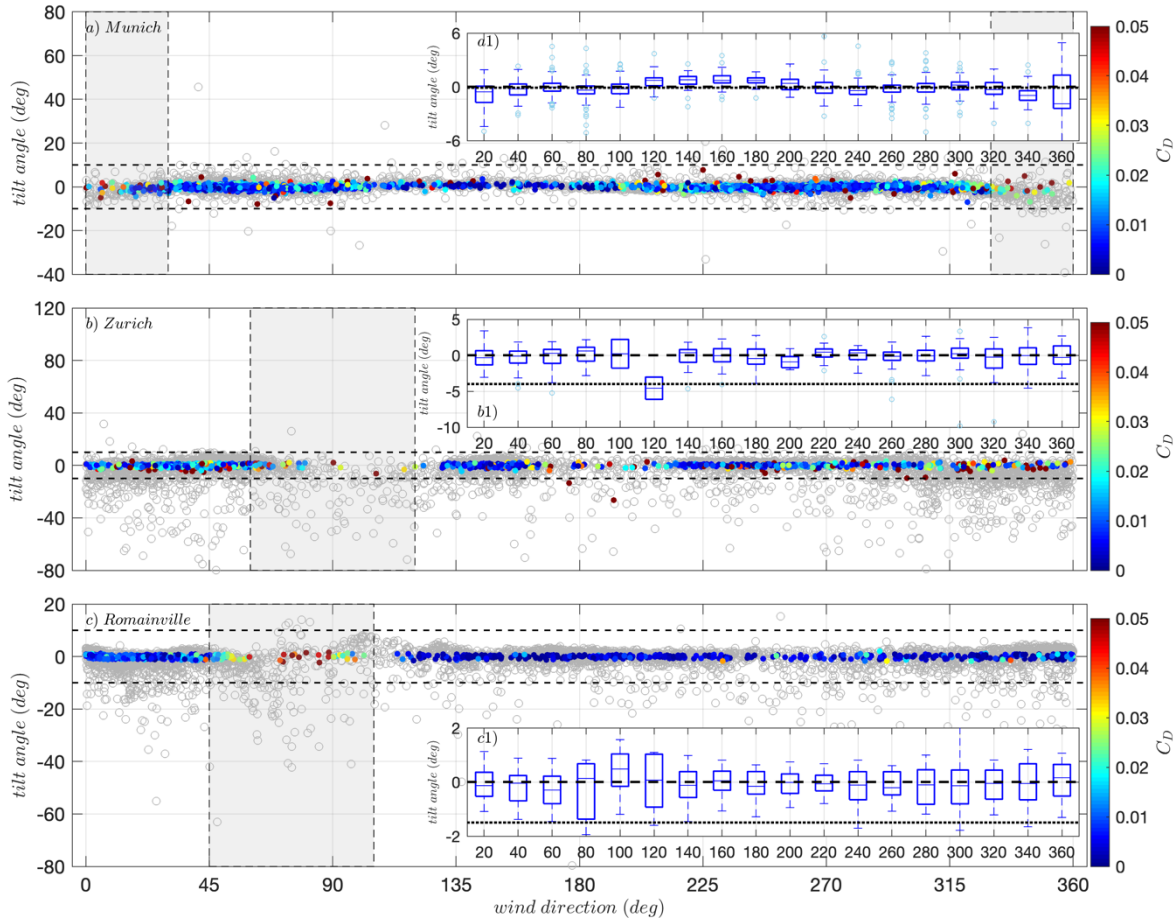 a) Munich
a1)
tilt angle (deg)
80
60
40
20
0
-20
-40
tilt angle (deg)
6
0
-6
20 40 60 80 100 120 140 160 180 200 220 240 260 280 300 320 340 360
0.05
0.04
0.03
0.02
0.01
0
C_D
b) Zurich
b1)
tilt angle (deg)
120
80
40
0
-40
-80
tilt angle (deg)
5
0
-5
-10
20 40 60 80 100 120 140 160 180 200 220 240 260 280 300 320 340 360
0.05
0.04
0.03
0.02
0.01
0
C_D
c) Romainville
c1)
tilt angle (deg)
20
0
-20
-40
-60
-80
tilt angle (deg)
2
0
-2
20 40 60 80 100 120 140 160 180 200 220 240 260 280 300 320 340 360
0.05
0.04
0.03
0.02
0.01
0
C_D
0 45 90 135 180 225 270 315 360
wind direction (deg)